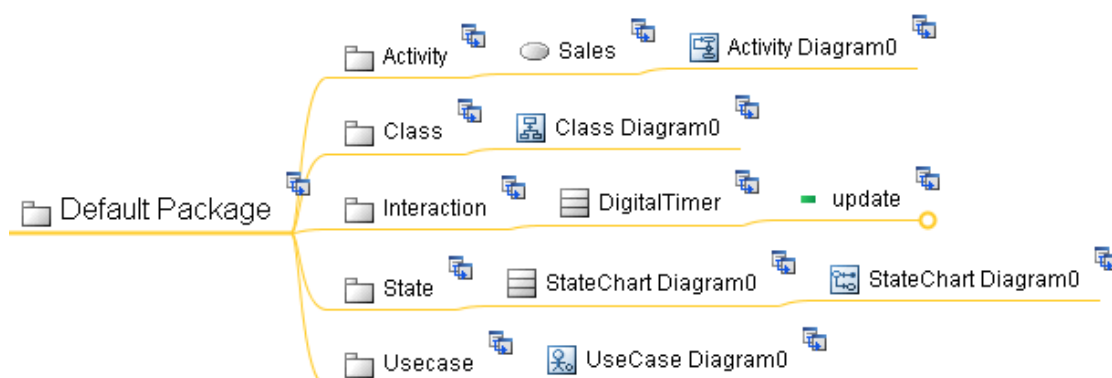 Activity Sales Activity Diagram0
Class Class Diagram0
Default Package
Interaction DigitalTimer update
State StateChart Diagram0 StateChart Diagram0
Usecase UseCase Diagram0